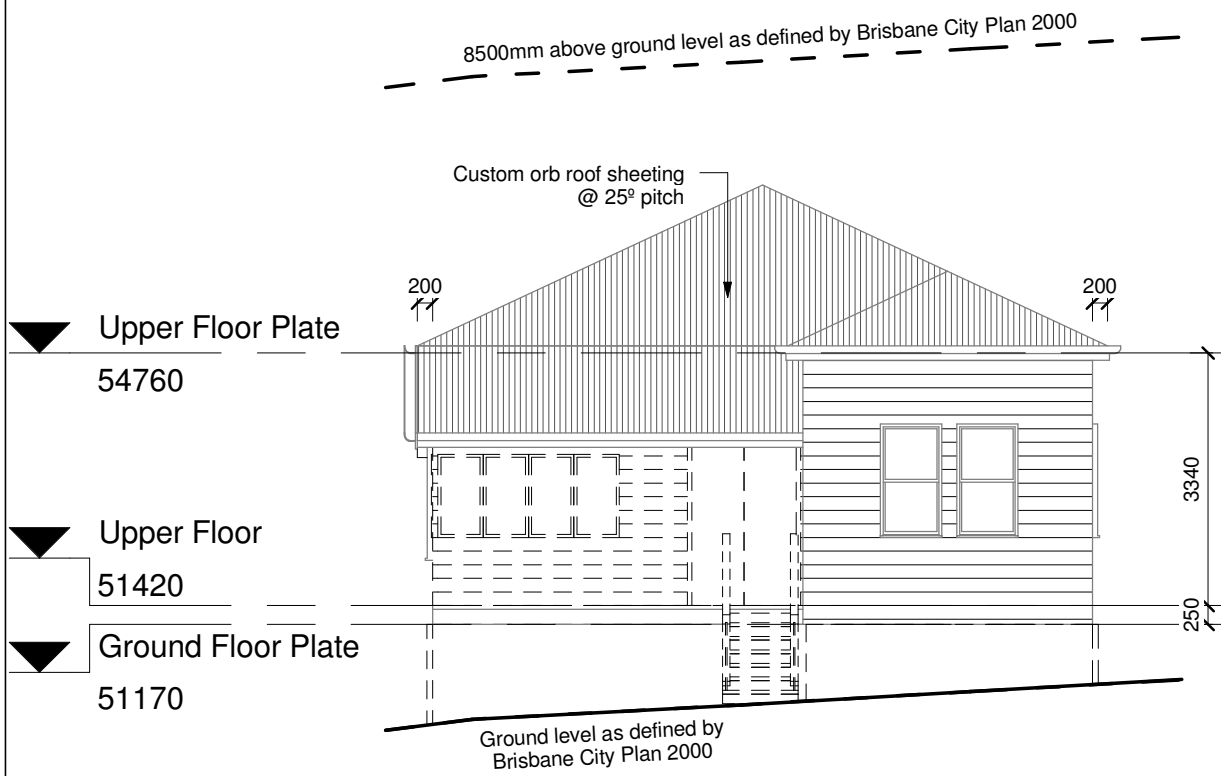 8500mm above ground level as defined by Brisbane City Plan 2000
Custom orb roof sheeting
@ 25º pitch
200
200
Upper Floor Plate
54760
3340
Upper Floor
51420
250
Ground Floor Plate
51170
Ground level as defined by
Brisbane City Plan 2000